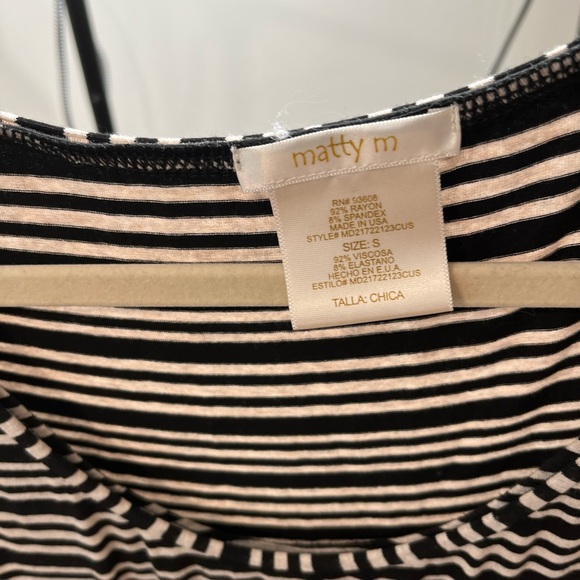 matty m
RN# 93608
92% RAYON
8% SPANDEX
MADE IN USA
STYLE# MD21722123CUS
SIZE: S
92% VISCOSA
8% ELASTANO
HECHO EN E.U.A.
ESTILO# MD21722123CUS
TALLA: CHICA